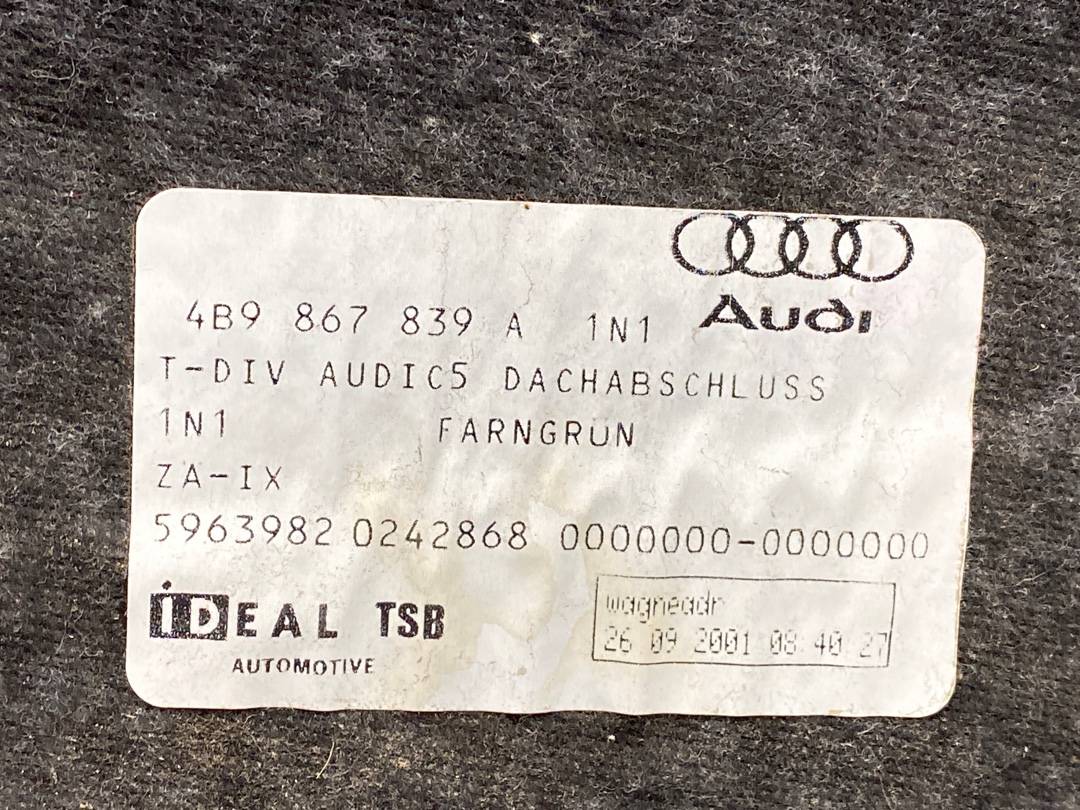 Audi
4B9 867 839 A 1N1
T-DIV AUDIC5 DACHABSCHLUSS
1N1 FARNGRÜN
ZA-IX
5963982 0242868 0000000-0000000
IDEAL TSB
AUTOMOTIVE
wagneadr
26 09 2001 08 40 27